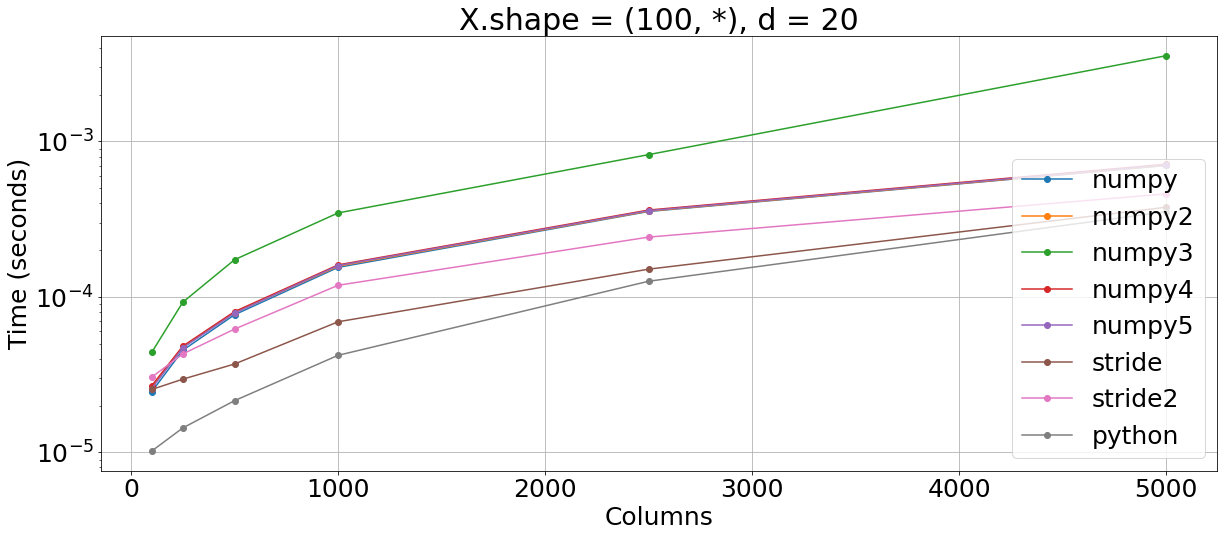 X.shape = (100, *), d = 20
Time (seconds)
10⁻³
10⁻⁴
10⁻⁵
numpy
numpy2
numpy3
numpy4
numpy5
stride
stride2
python
0 1000 2000 3000 4000 5000
Columns